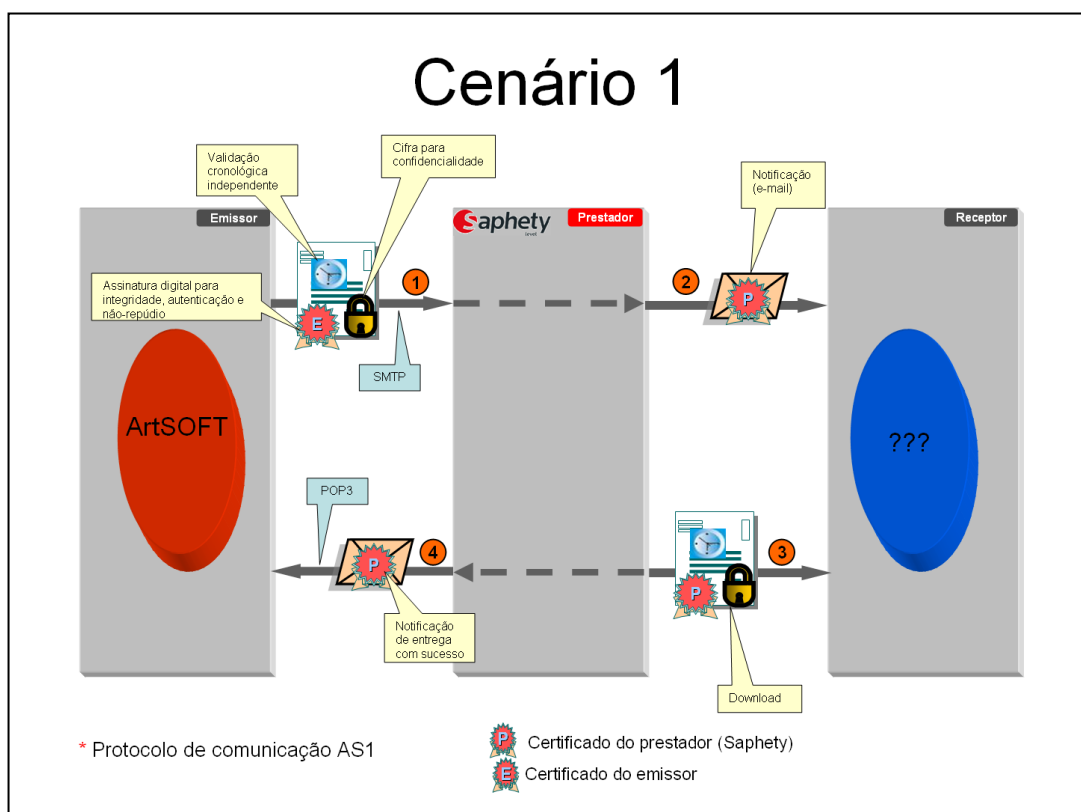 Cenário 1
Validação
cronológica
independente
Cifra para
confidencialidade
Notificação
(e-mail)
Emissor
Saphety
level
Prestador
Receptor
Assinatura digital para
integridade, autenticação e
não-repúdio
1
2
P
E
SMTP
ArtSOFT
???
POP3
4
3
P
P
Notificação
de entrega
com sucesso
Download
* Protocolo de comunicação AS1
P
Certificado do prestador (Saphety)
E
Certificado do emissor